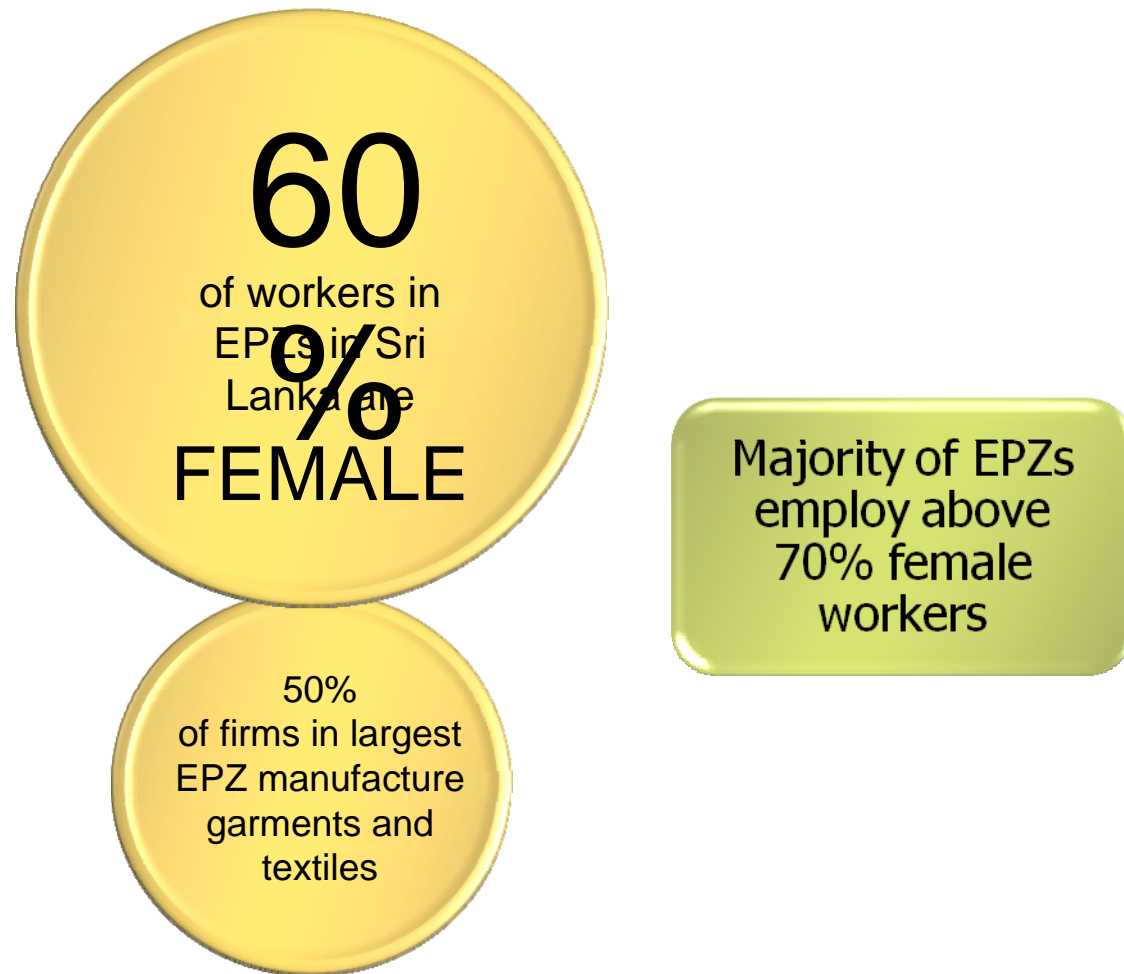 60
%
of workers in
EPZs in Sri
Lanka are
FEMALE
Majority of EPZs
employ above
70% female
workers
50%
of firms in largest
EPZ manufacture
garments and
textiles